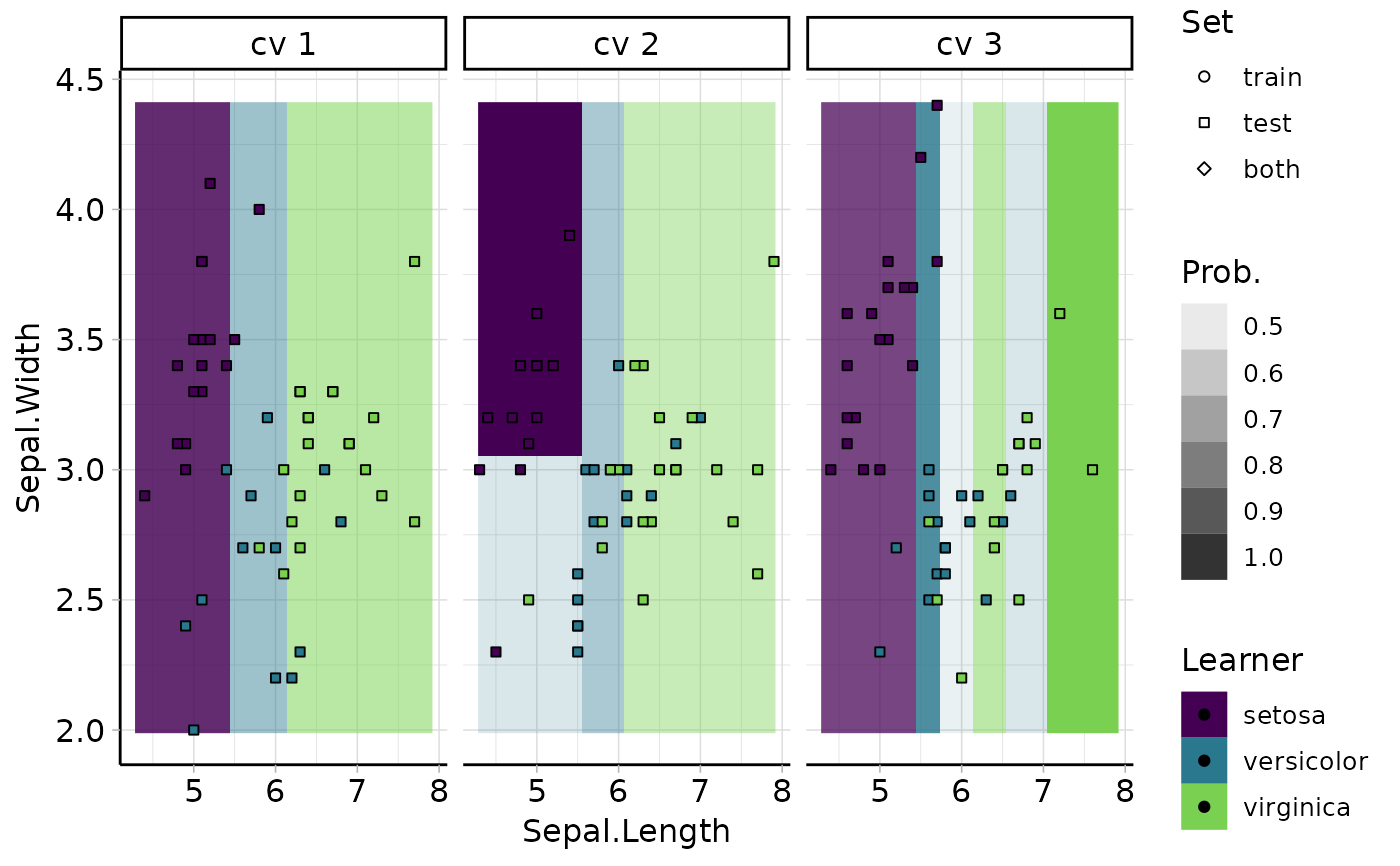 cv 1
cv 2
cv 3
4.5
4.0
3.5
3.0
2.5
2.0
Sepal.Width
5 6 7 8
5 6 7 8
5 6 7 8
Sepal.Length
Set
train
test
both
Prob.
0.5
0.6
0.7
0.8
0.9
1.0
Learner
setosa
versicolor
virginica